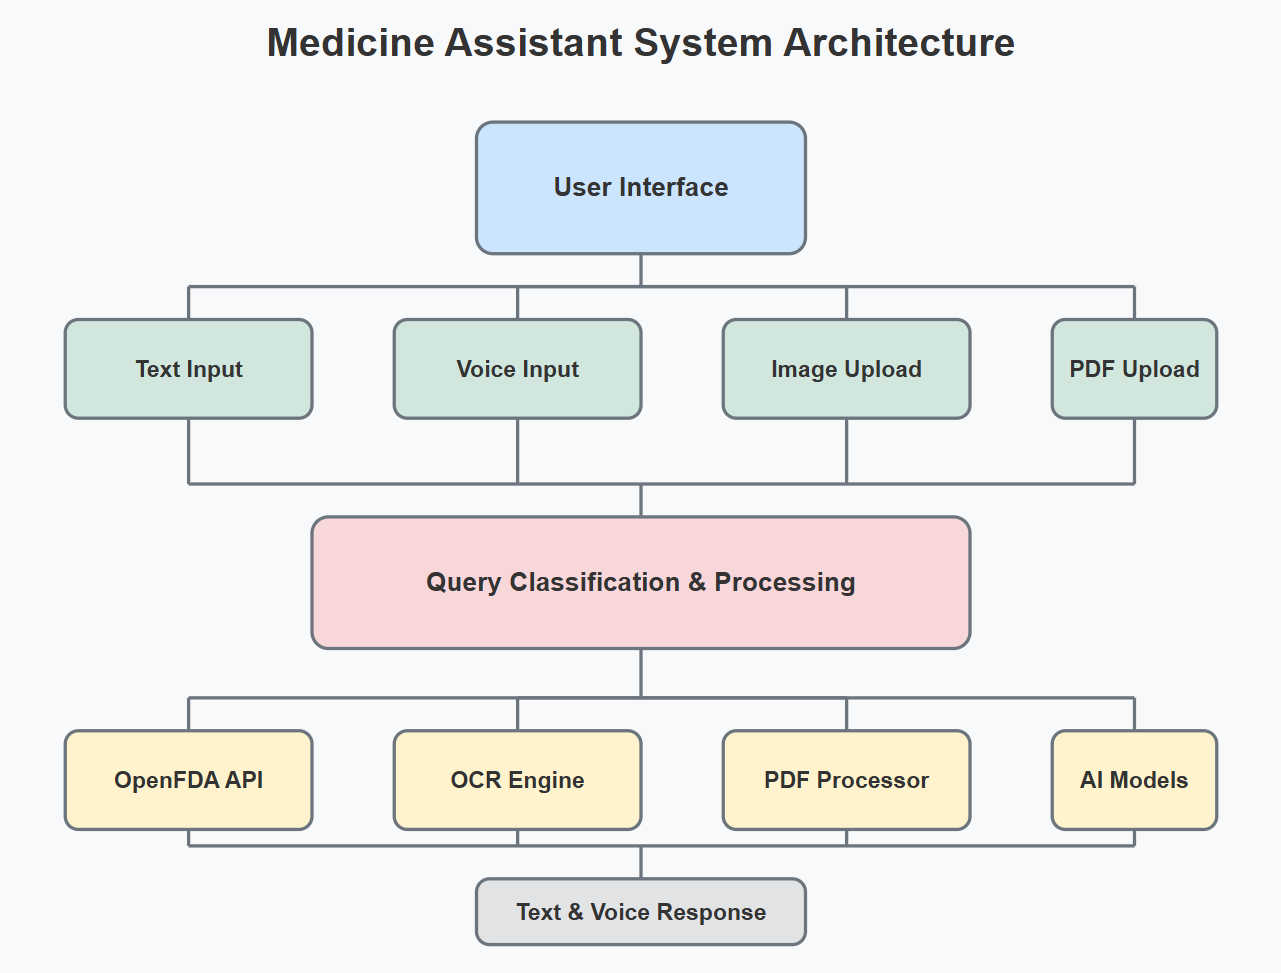 Medicine Assistant System Architecture
User Interface
Text Input
Voice Input
Image Upload
PDF Upload
Query Classification & Processing
OpenFDA API
OCR Engine
PDF Processor
AI Models
Text & Voice Response